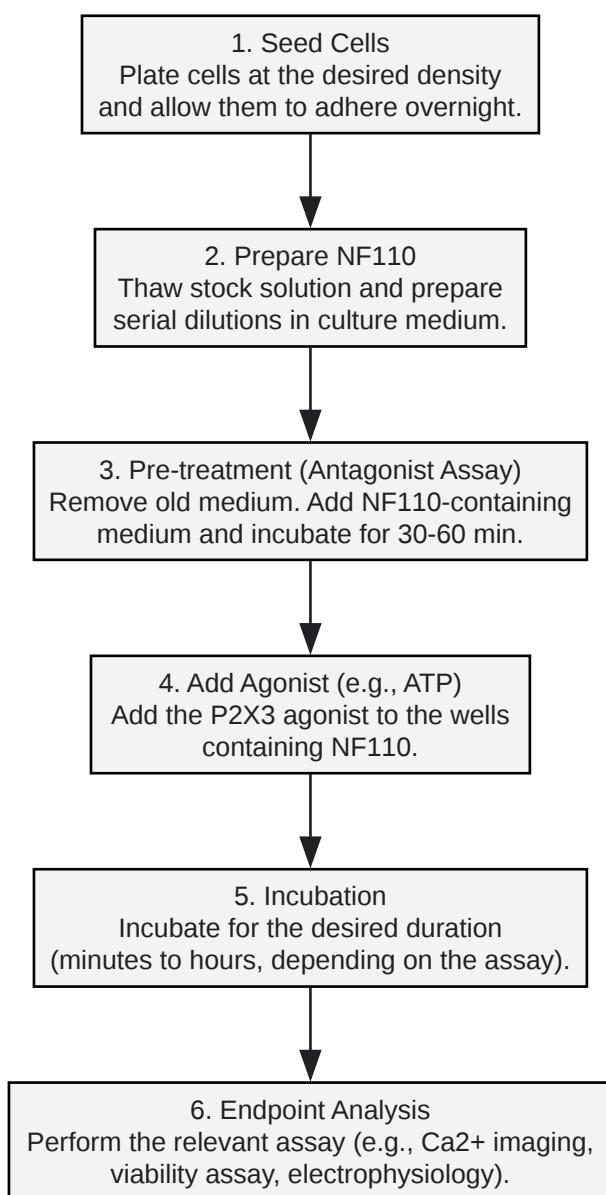 1. Seed Cells
Plate cells at the desired density
and allow them to adhere overnight.
2. Prepare NF110
Thaw stock solution and prepare
serial dilutions in culture medium.
3. Pre-treatment (Antagonist Assay)
Remove old medium. Add NF110-containing
medium and incubate for 30-60 min.
4. Add Agonist (e.g., ATP)
Add the P2X3 agonist to the wells
containing NF110.
5. Incubation
Incubate for the desired duration
(minutes to hours, depending on the assay).
6. Endpoint Analysis
Perform the relevant assay (e.g., Ca2+ imaging,
viability assay, electrophysiology).